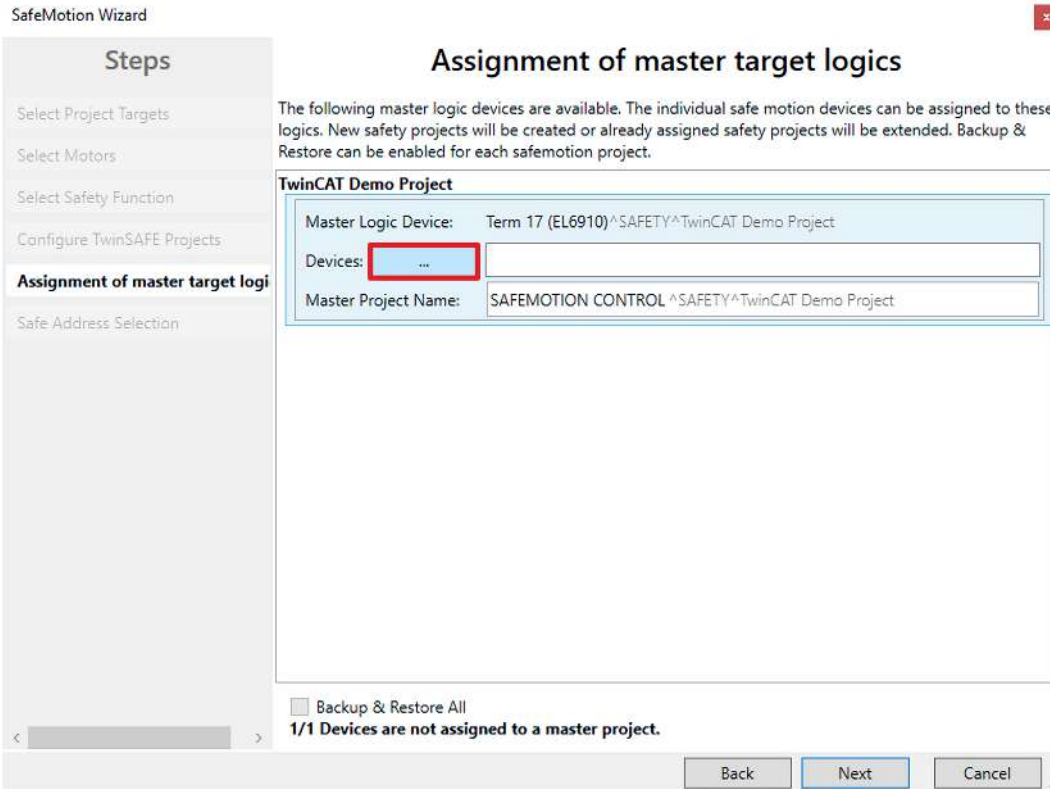 SafeMotion Wizard
x
Steps
Select Project Targets
Select Motors
Select Safety Function
Configure TwinSAFE Projects
Assignment of master target logi
Safe Address Selection
Assignment of master target logics
The following master logic devices are available. The individual safe motion devices can be assigned to these
logics. New safety projects will be created or already assigned safety projects will be extended. Backup &
Restore can be enabled for each safemotion project.
TwinCAT Demo Project
Master Logic Device: Term 17 (EL6910)^SAFETY^TwinCAT Demo Project
Devices: ...
Master Project Name: SAFEMOTION CONTROL ^SAFETY^TwinCAT Demo Project
Backup & Restore All
1/1 Devices are not assigned to a master project.
< >
Back Next Cancel